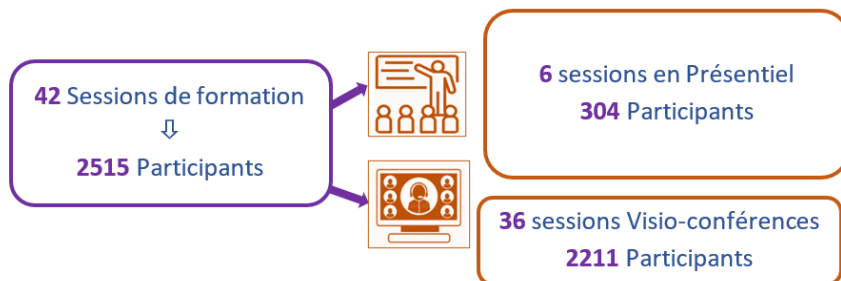 42 Sessions de formation
⇩
2515 Participants
6 sessions en Présentiel
304 Participants
36 sessions Visio-conférences
2211 Participants